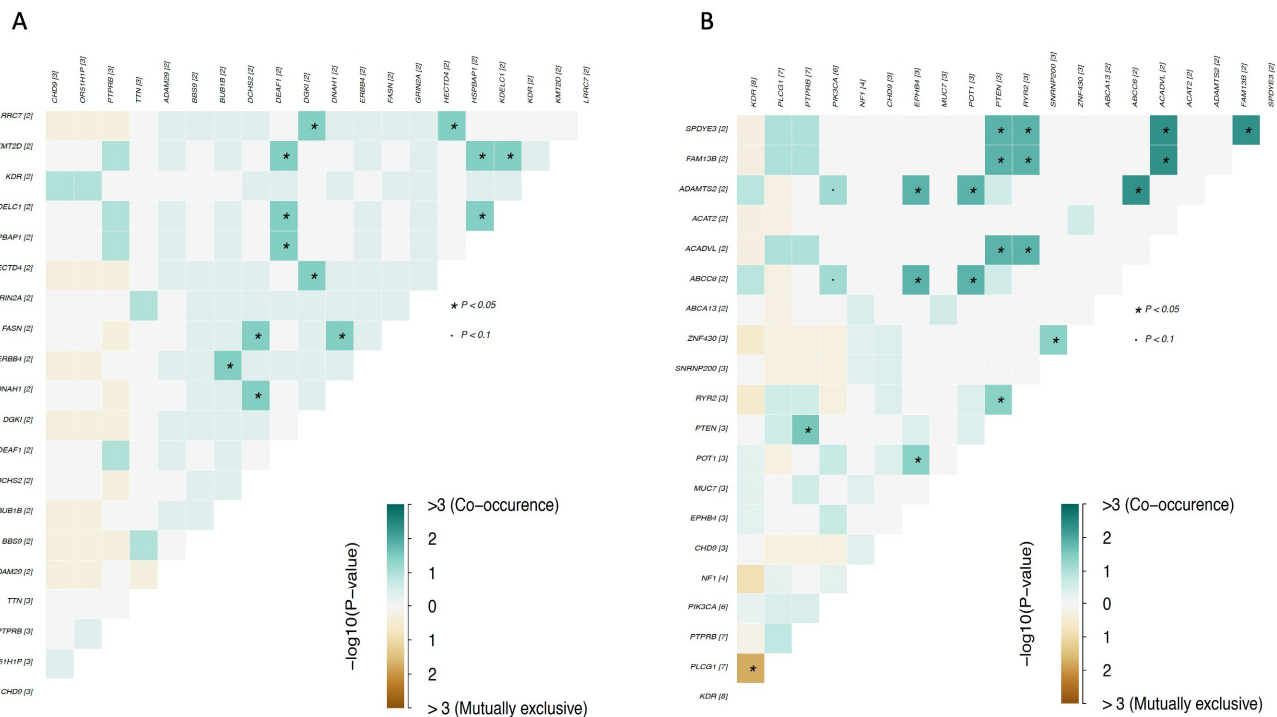 A
CHD9 [3]
OR51H1P [3]
PTPRB [3]
TTN [3]
ADAM29 [2]
BBS9 [2]
BUB1B [2]
DCHS2 [2]
DEAF1 [2]
DGKI [2]
DNAH1 [2]
ERBB4 [2]
FASN [2]
GRIN2A [2]
HECTD4 [2]
HSPBAP1 [2]
KDELC1 [2]
KDR [2]
KMT2D [2]
LRRC7 [2]
RRC7 [2]
MT2D [2]
KDR [2]
DELC1 [2]
PBAP1 [2]
ECTD4 [2]
RIN2A [2]
FASN [2]
ERBB4 [2]
DNAH1 [2]
DGKI [2]
DEAF1 [2]
DCHS2 [2]
BUB1B [2]
BBS9 [2]
DAM29 [2]
TTN [3]
PTPRB [3]
51H1P [3]
CHD9 [3]
* P < 0.05
· P < 0.1
>3 (Co−occurence)
2
1
0
1
2
> 3 (Mutually exclusive)
−log10(P−value)
B
KDR [8]
PLCG1 [7]
PTPRB [7]
PIK3CA [6]
NF1 [4]
CHD9 [3]
EPHB4 [3]
MUC7 [3]
POT1 [3]
PTEN [3]
RYR2 [3]
SNRNP200 [3]
ZNF430 [3]
ABCA13 [2]
ABCC6 [2]
ACADVL [2]
ACAT2 [2]
ADAMTS2 [2]
FAM13B [2]
SPDYE3 [2]
SPDYE3 [2]
FAM13B [2]
ADAMTS2 [2]
ACAT2 [2]
ACADVL [2]
ABCC6 [2]
ABCA13 [2]
ZNF430 [3]
SNRNP200 [3]
RYR2 [3]
PTEN [3]
POT1 [3]
MUC7 [3]
EPHB4 [3]
CHD9 [3]
NF1 [4]
PIK3CA [6]
PTPRB [7]
PLCG1 [7]
KDR [8]
* P < 0.05
· P < 0.1
>3 (Co−occurence)
2
1
0
1
2
> 3 (Mutually exclusive)
−log10(P−value)